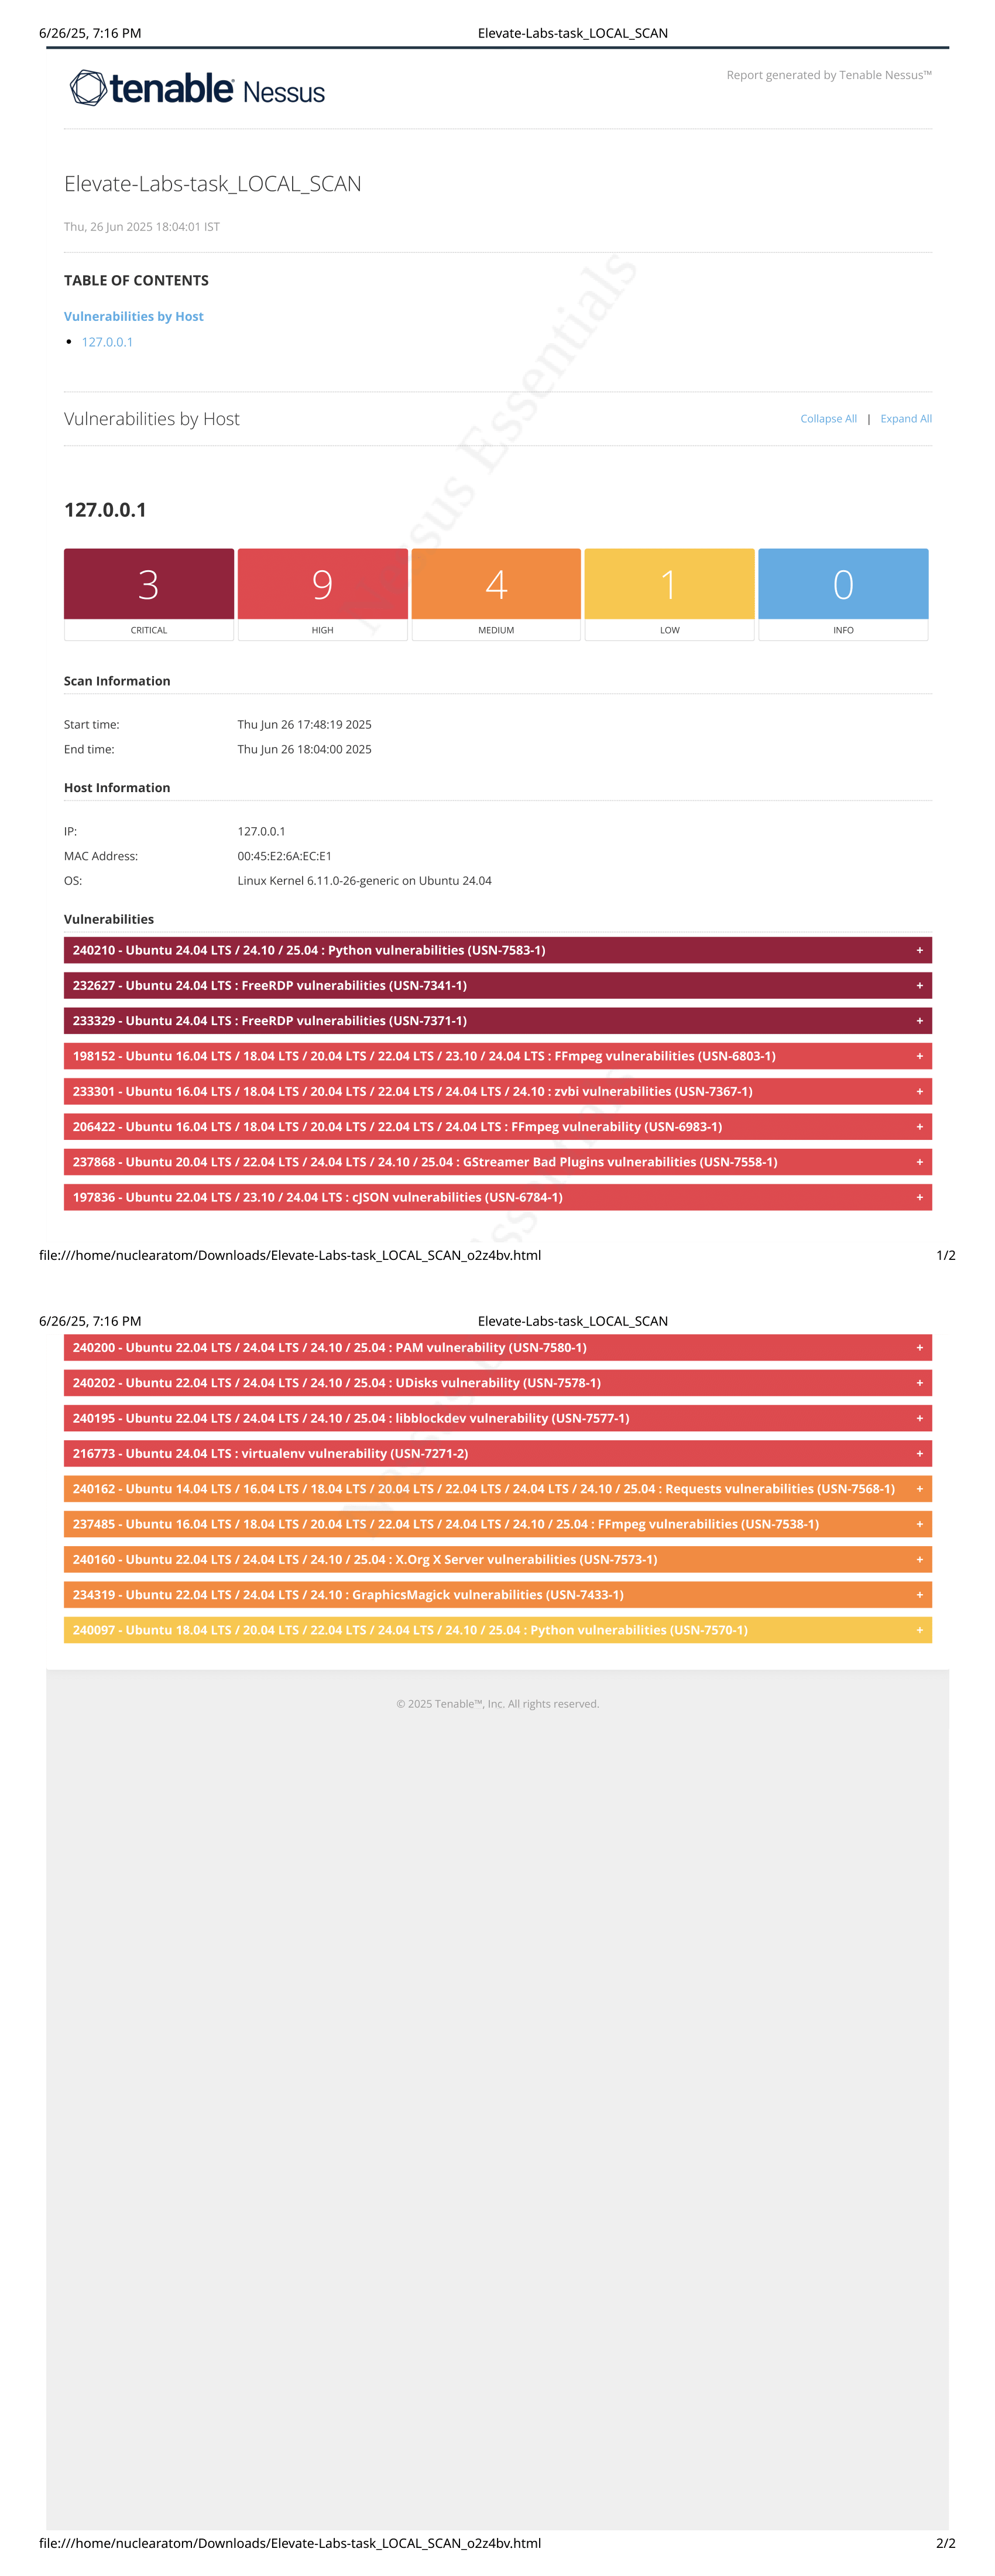 6/26/25, 7:16 PM Elevate-Labs-task_LOCAL_SCAN
tenable Nessus
Report generated by Tenable Nessus™
Elevate-Labs-task_LOCAL_SCAN
Thu, 26 Jun 2025 18:04:01 IST
TABLE OF CONTENTS
Vulnerabilities by Host
• 127.0.0.1
Vulnerabilities by Host Collapse All | Expand All
127.0.0.1
3 9 4 1 0
CRITICAL HIGH MEDIUM LOW INFO
Scan Information
Start time: Thu Jun 26 17:48:19 2025
End time: Thu Jun 26 18:04:00 2025
Host Information
IP: 127.0.0.1
MAC Address: 00:45:E2:6A:EC:E1
OS: Linux Kernel 6.11.0-26-generic on Ubuntu 24.04
Vulnerabilities
240210 - Ubuntu 24.04 LTS / 24.10 / 25.04 : Python vulnerabilities (USN-7583-1) +
232627 - Ubuntu 24.04 LTS : FreeRDP vulnerabilities (USN-7341-1) +
233329 - Ubuntu 24.04 LTS : FreeRDP vulnerabilities (USN-7371-1) +
198152 - Ubuntu 16.04 LTS / 18.04 LTS / 20.04 LTS / 22.04 LTS / 23.10 / 24.04 LTS : FFmpeg vulnerabilities (USN-6803-1) +
233301 - Ubuntu 16.04 LTS / 18.04 LTS / 20.04 LTS / 22.04 LTS / 24.04 LTS / 24.10 : zvbi vulnerabilities (USN-7367-1) +
206422 - Ubuntu 16.04 LTS / 18.04 LTS / 20.04 LTS / 22.04 LTS / 24.04 LTS : FFmpeg vulnerability (USN-6983-1) +
237868 - Ubuntu 20.04 LTS / 22.04 LTS / 24.04 LTS / 24.10 / 25.04 : GStreamer Bad Plugins vulnerabilities (USN-7558-1) +
197836 - Ubuntu 22.04 LTS / 23.10 / 24.04 LTS : cJSON vulnerabilities (USN-6784-1) +
Nessus Essentials
file:///home/nuclearatom/Downloads/Elevate-Labs-task_LOCAL_SCAN_o2z4bv.html 1/2
6/26/25, 7:16 PM Elevate-Labs-task_LOCAL_SCAN
240200 - Ubuntu 22.04 LTS / 24.04 LTS / 24.10 / 25.04 : PAM vulnerability (USN-7580-1) +
240202 - Ubuntu 22.04 LTS / 24.04 LTS / 24.10 / 25.04 : UDisks vulnerability (USN-7578-1) +
240195 - Ubuntu 22.04 LTS / 24.04 LTS / 24.10 / 25.04 : libblockdev vulnerability (USN-7577-1) +
216773 - Ubuntu 24.04 LTS : virtualenv vulnerability (USN-7271-2) +
240162 - Ubuntu 14.04 LTS / 16.04 LTS / 18.04 LTS / 20.04 LTS / 22.04 LTS / 24.04 LTS / 24.10 / 25.04 : Requests vulnerabilities (USN-7568-1) +
237485 - Ubuntu 16.04 LTS / 18.04 LTS / 20.04 LTS / 22.04 LTS / 24.04 LTS / 24.10 / 25.04 : FFmpeg vulnerabilities (USN-7538-1) +
240160 - Ubuntu 22.04 LTS / 24.04 LTS / 24.10 / 25.04 : X.Org X Server vulnerabilities (USN-7573-1) +
234319 - Ubuntu 22.04 LTS / 24.04 LTS / 24.10 : GraphicsMagick vulnerabilities (USN-7433-1) +
240097 - Ubuntu 18.04 LTS / 20.04 LTS / 22.04 LTS / 24.04 LTS / 24.10 / 25.04 : Python vulnerabilities (USN-7570-1) +
© 2025 Tenable™, Inc. All rights reserved.
file:///home/nuclearatom/Downloads/Elevate-Labs-task_LOCAL_SCAN_o2z4bv.html 2/2